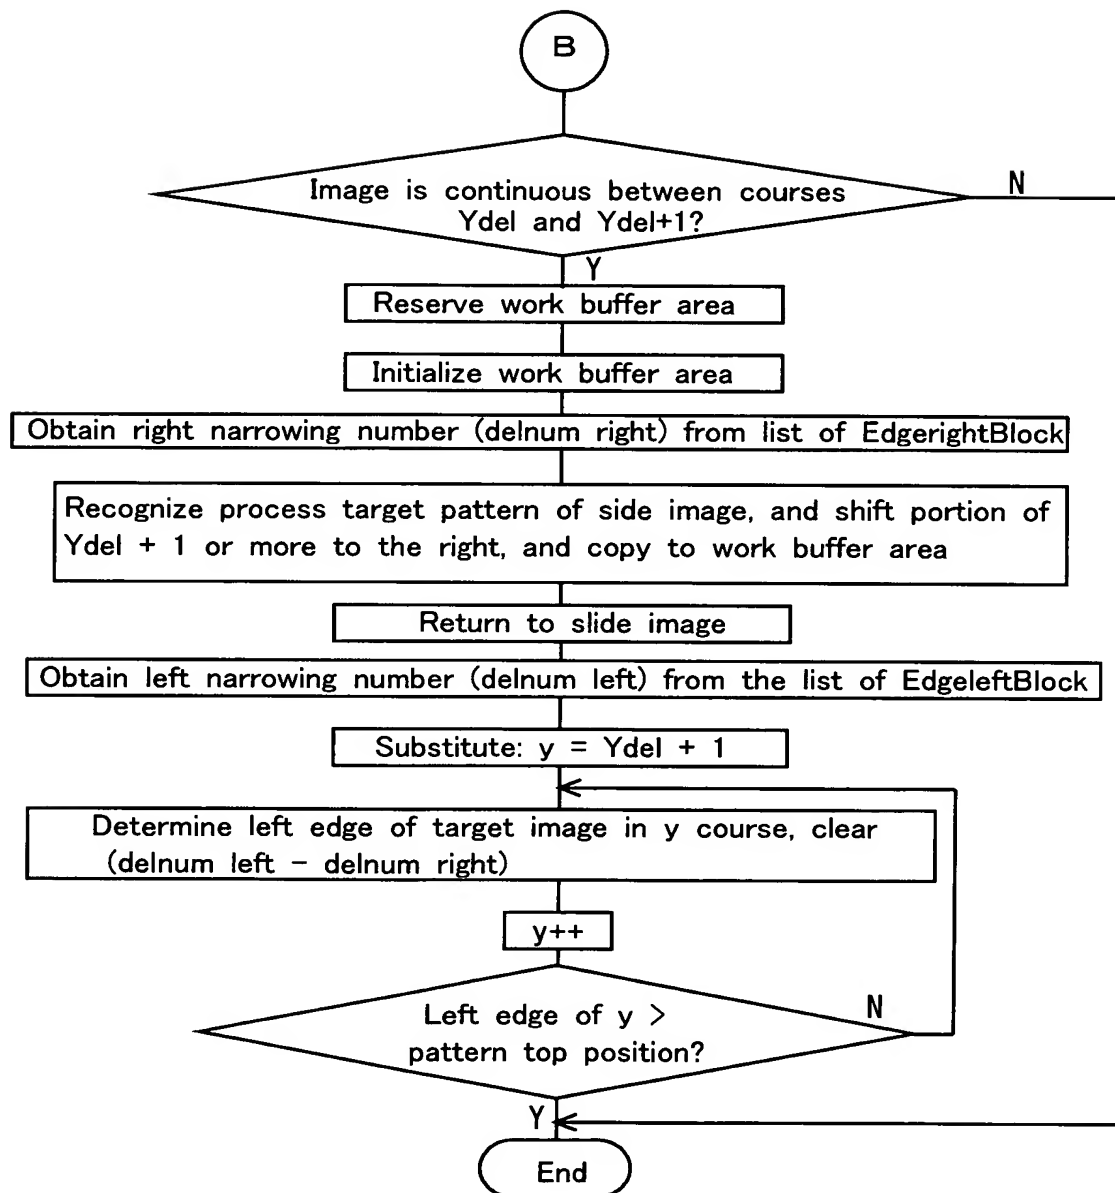 B
Image is continuous between courses
Ydel and Ydel+1?
N
Y
Reserve work buffer area
Initialize work buffer area
Obtain right narrowing number (delnum right) from list of EdgerightBlock
Recognize process target pattern of side image, and shift portion of
Ydel + 1 or more to the right, and copy to work buffer area
Return to slide image
Obtain left narrowing number (delnum left) from the list of EdgeleftBlock
Substitute: y = Ydel + 1
Determine left edge of target image in y course, clear
(delnum left - delnum right)
y++
Left edge of y >
pattern top position?
N
Y
End